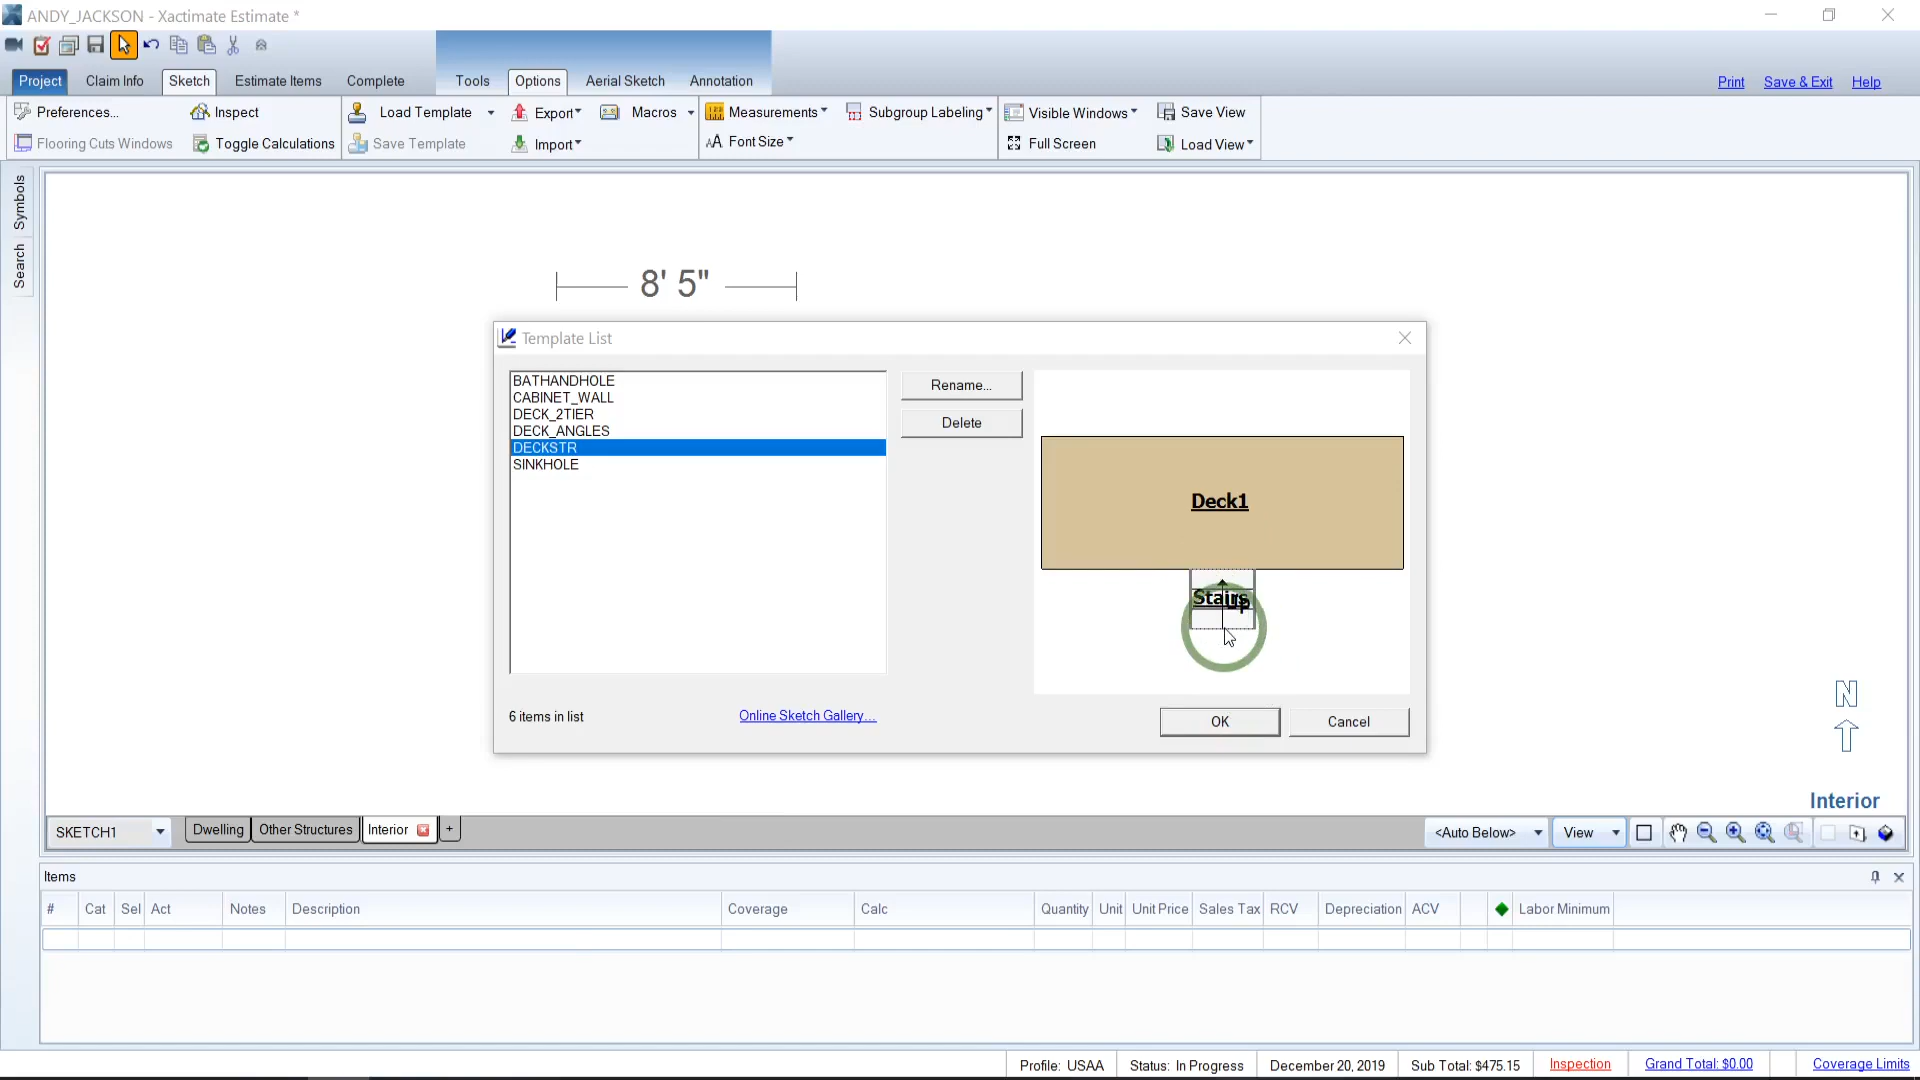 ANDY_JACKSON - Xactimate Estimate *
Project Claim Info Sketch Estimate Items Complete Tools Options Aerial Sketch Annotation Print Save & Exit Help
Preferences... Inspect Load Template Export Macros Measurements Subgroup Labeling Visible Windows Save View
Flooring Cuts Windows Toggle Calculations Save Template Import Font Size Full Screen Load View
Symbols
Search
8' 5"
Template List
BATHANDHOLE
CABINET_WALL
DECK_2TIER
DECK_ANGLES
DECKSTR
SINKHOLE
Rename...
Delete
Deck1
Stairs
Up
6 items in list
Online Sketch Gallery...
OK
Cancel
N
Interior
SKETCH1 Dwelling Other Structures Interior + <Auto Below> View
Items
# Cat Sel Act Notes Description Coverage Calc Quantity Unit Unit Price Sales Tax RCV Depreciation ACV Labor Minimum
Profile: USAA Status: In Progress December 20, 2019 Sub Total: $475.15 Inspection Grand Total: $0.00 Coverage Limits